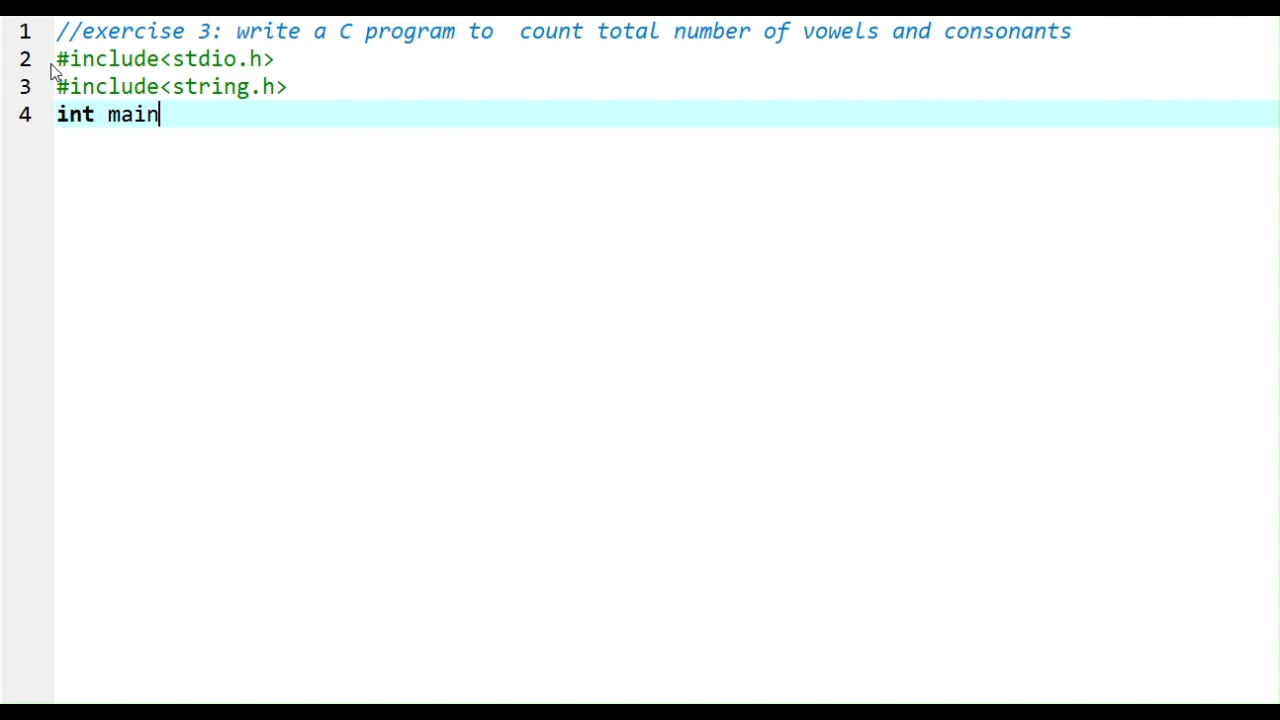 1 //exercise 3: write a C program to  count total number of vowels and consonants
2 #include<stdio.h>
3 #include<string.h>
4 int main